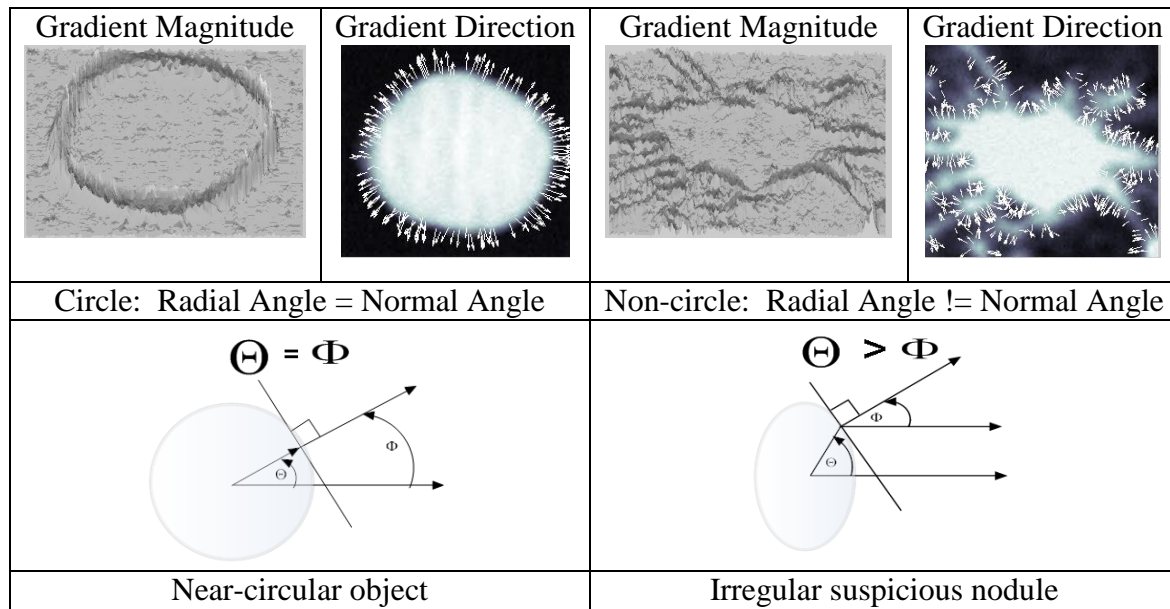 Gradient Magnitude
Gradient Direction
Gradient Magnitude
Gradient Direction
Circle: Radial Angle = Normal Angle
Non-circle: Radial Angle != Normal Angle
Θ = Φ
Φ
Θ
Θ > Φ
Φ
Θ
Near-circular object
Irregular suspicious nodule